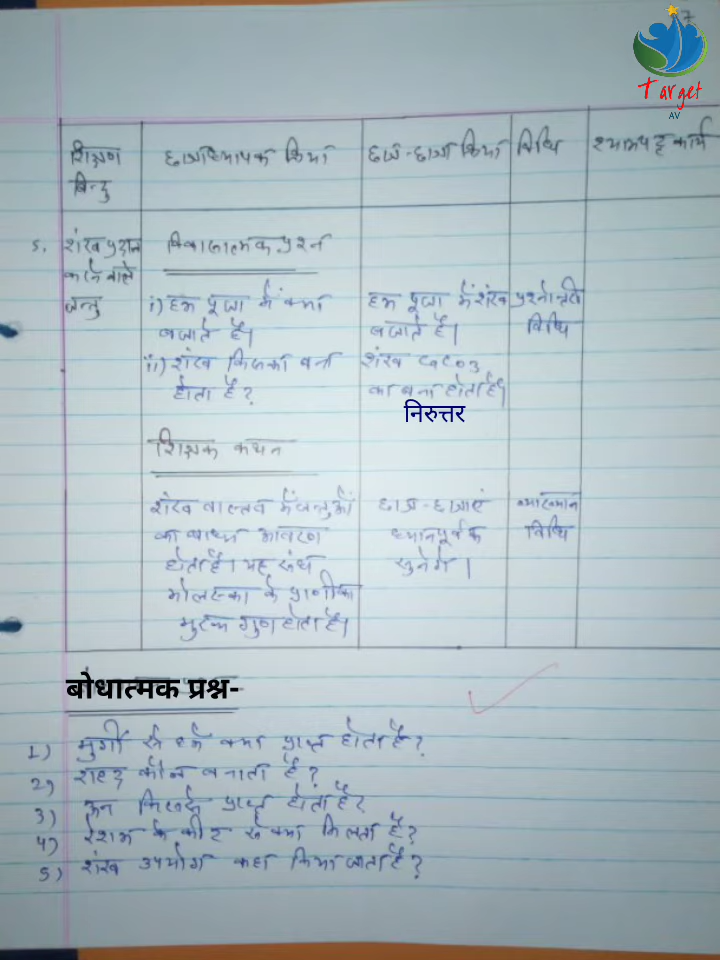 7
Target
AV
शिक्षण
बिन्दु
छात्राध्यापक क्रिया
छात्र-छात्रा क्रिया
विधि
श्यामपट्ट कार्य
5.
शंख प्रदान
करने वाले
जन्तु
विकासात्मक प्रश्न
i) हम पूजा में क्या
बजाते हैं।
ii) शंख किसका बना
होता है?
हम पूजा में शंख
बजाते हैं।
शंख CaCO3
का बना होता है।
निरुत्तर
प्रश्नोत्तरी
विधि
शिक्षक कथन
शंख वास्तव में जन्तुओं
का बाह्य आवरण
होता है। यह संघ
मोलस्का के प्राणी का
मुख्य गुण होता है।
छात्र-छात्राएं
ध्यानपूर्वक
सुनेंगे।
व्याख्यान
विधि
बोधात्मक प्रश्न-
1) मुर्गी से हमें क्या प्राप्त होता है?
2) शहद कौन बनाता है?
3) ऊन किससे प्राप्त होता है?
4) रेशम के कीट से क्या मिलता है?
5) शंख उपयोग कहा किया जाता है?